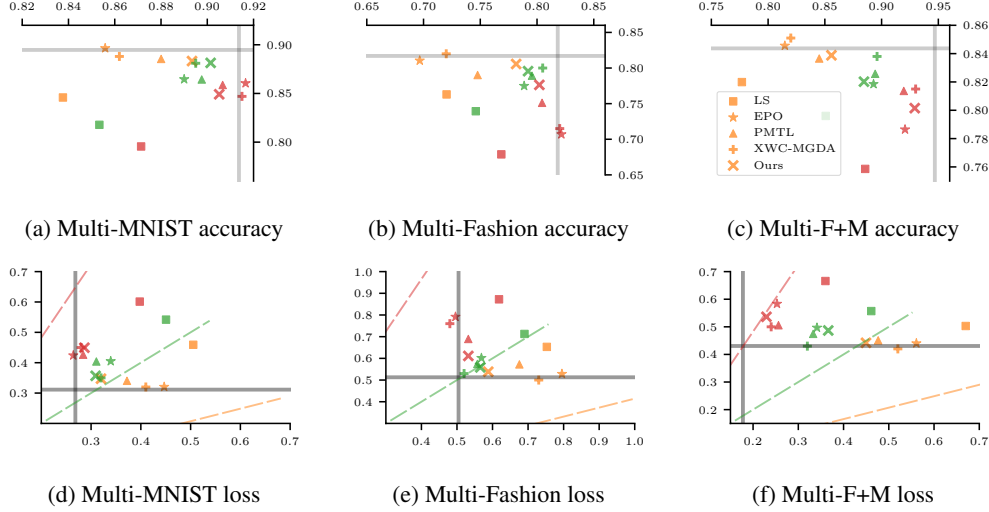 0.82 0.84 0.86 0.88 0.90 0.92
0.90
0.85
0.80
0.65 0.70 0.75 0.80 0.85
0.85
0.80
0.75
0.70
0.65
0.75 0.80 0.85 0.90 0.95
0.86
0.84
0.82
0.80
0.78
0.76
LS
EPO
PMTL
XWC-MGDA
Ours
(a) Multi-MNIST accuracy
(b) Multi-Fashion accuracy
(c) Multi-F+M accuracy
0.7
0.6
0.5
0.4
0.3
0.3 0.4 0.5 0.6 0.7
1.0
0.9
0.8
0.7
0.6
0.5
0.4
0.4 0.5 0.6 0.7 0.8 0.9 1.0
0.7
0.6
0.5
0.4
0.3
0.2
0.2 0.3 0.4 0.5 0.6 0.7
(d) Multi-MNIST loss
(e) Multi-Fashion loss
(f) Multi-F+M loss